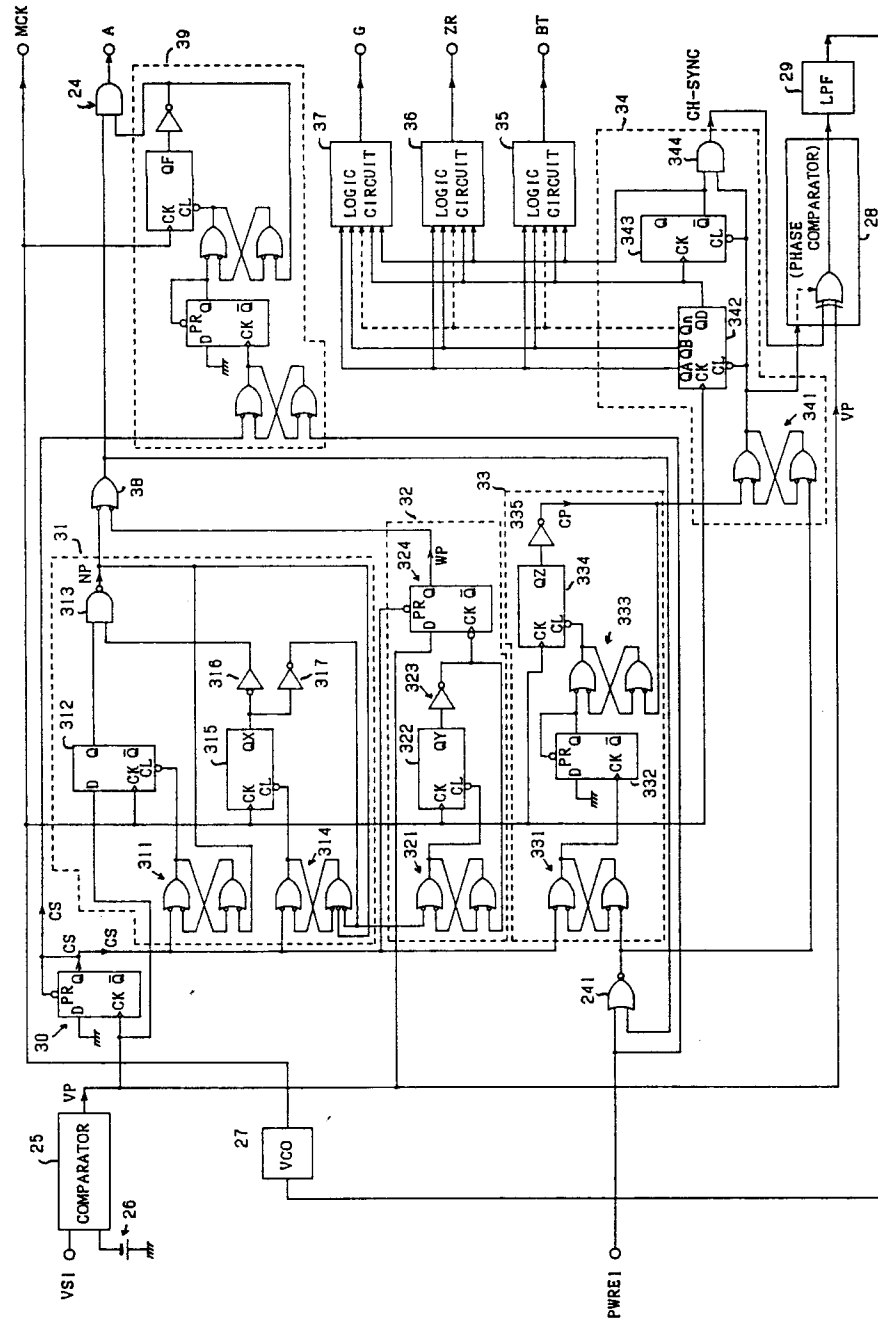 VSI
COMPARATOR
25
26
VP
VCO
27
PWRE1
30
D
PR
Q
CK
Q̅
CS
CS
CS
31
311
312
D
Q
CK
Q̅
CL
313
NP
314
315
CK
QX
CL
316
317
38
32
321
322
CK
QY
CL
323
324
D
PR
Q
CK
Q̅
WP
33
331
332
D
PR
Q
CK
Q̅
333
334
CK
QZ
CL
335
CP
241
39
D
PR
Q
CK
Q̅
CK
QF
CL
24
MCK
A
37
LOGIC
CIRCUIT
G
36
LOGIC
CIRCUIT
ZR
35
LOGIC
CIRCUIT
BT
34
341
342
QA
QB
Qn
CK
QD
CL
343
Q
CK
Q̅
CL
344
CH-SYNC
VP
(PHASE
COMPARATOR)
28
29
LPF